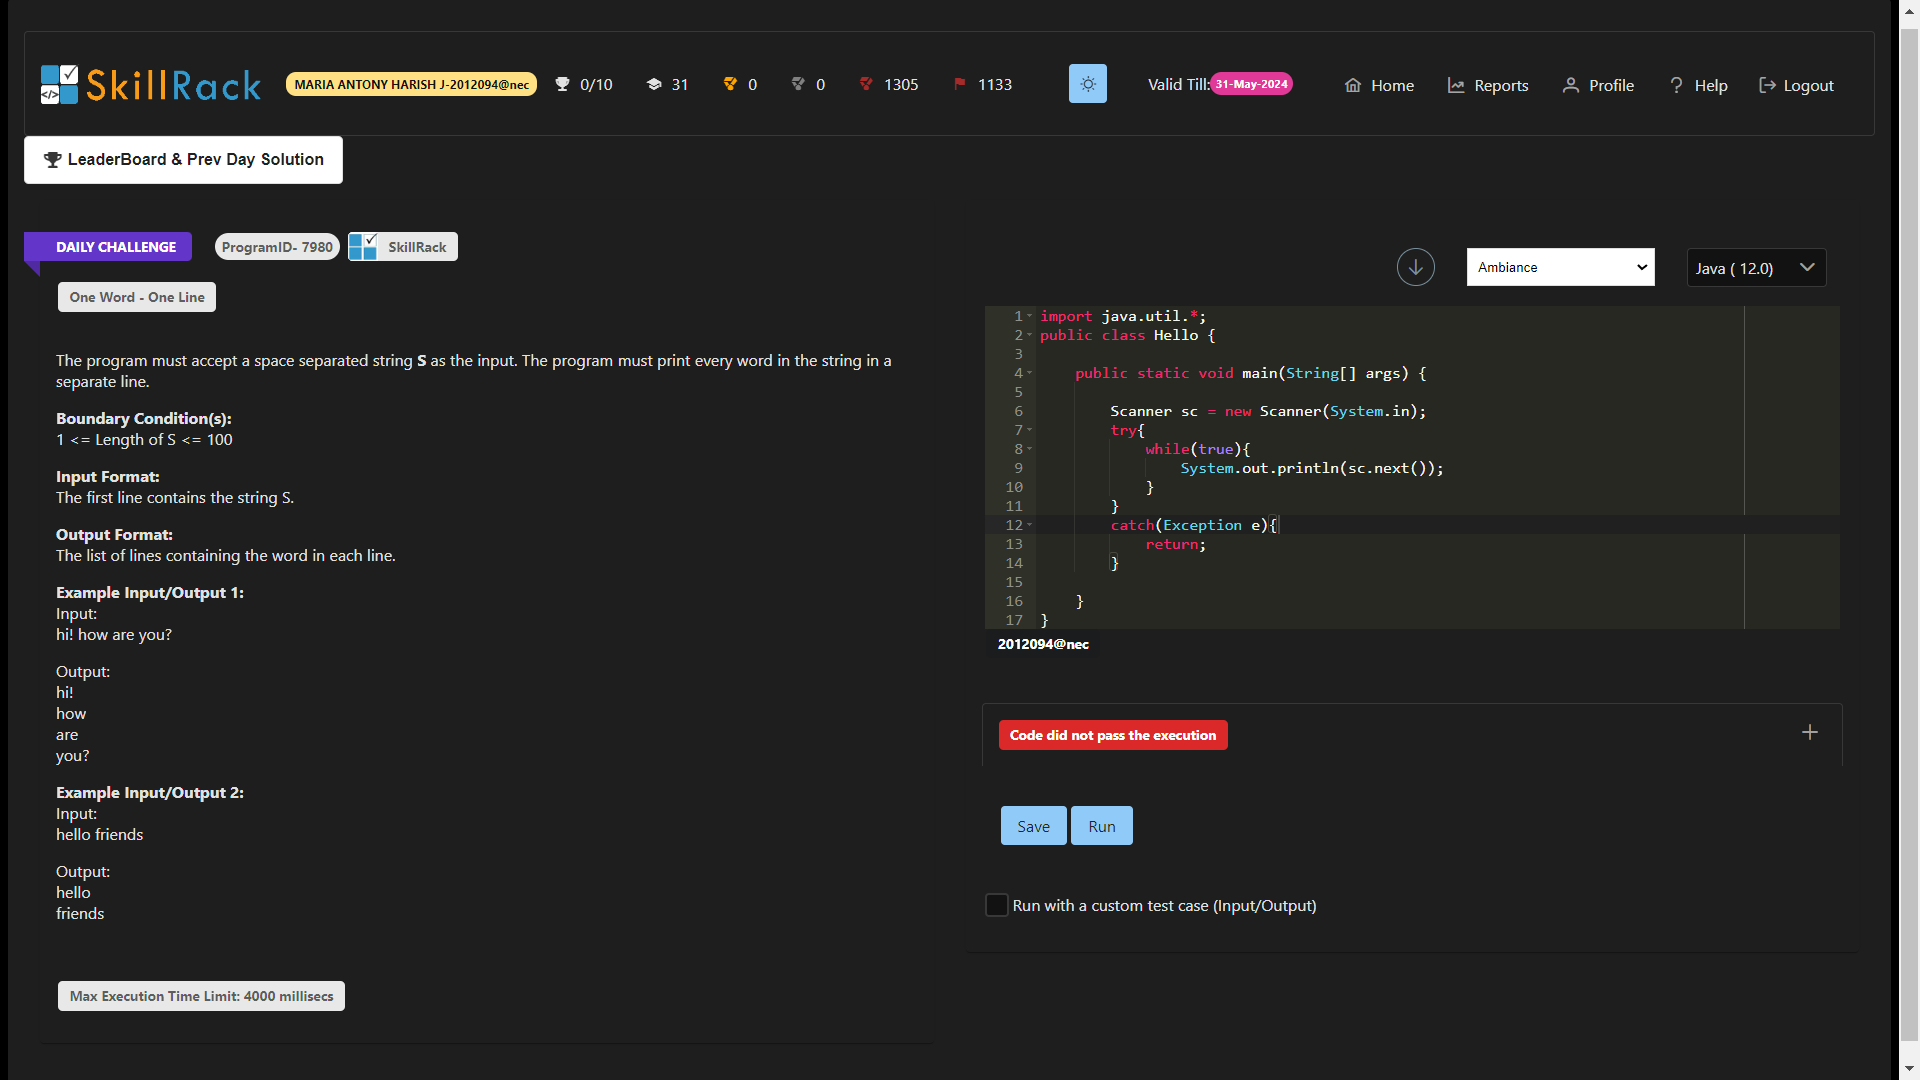 SkillRack MARIA ANTONY HARISH J-2012094@nec 0/10 31 0 0 1305 1133 Valid Till: 31-May-2024 Home Reports Profile Help Logout
LeaderBoard & Prev Day Solution
DAILY CHALLENGE ProgramID- 7980 SkillRack
One Word - One Line
The program must accept a space separated string S as the input. The program must print every word in the string in a
separate line.
Boundary Condition(s):
1 <= Length of S <= 100
Input Format:
The first line contains the string S.
Output Format:
The list of lines containing the word in each line.
Example Input/Output 1:
Input:
hi! how are you?
Output:
hi!
how
are
you?
Example Input/Output 2:
Input:
hello friends
Output:
hello
friends
Max Execution Time Limit: 4000 millisecs
Ambiance Java ( 12.0)
1 import java.util.*;
2 public class Hello {
3
4 public static void main(String[] args) {
5
6 Scanner sc = new Scanner(System.in);
7 try{
8 while(true){
9 System.out.println(sc.next());
10 }
11 }
12 catch(Exception e){
13 return;
14 }
15
16 }
17 }
2012094@nec
Code did not pass the execution
Save Run
Run with a custom test case (Input/Output)